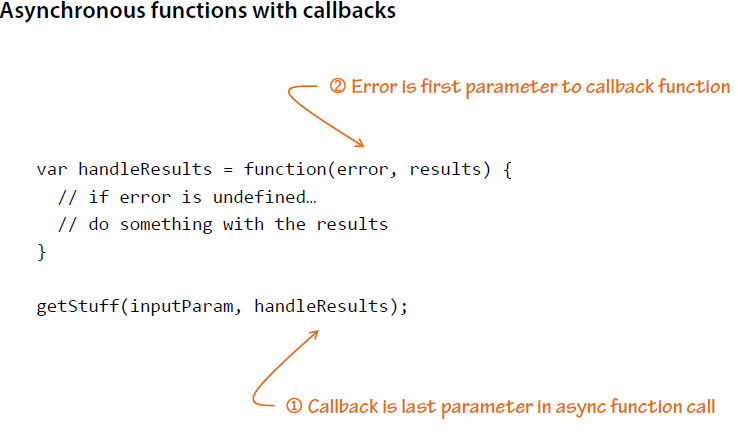 Asynchronous functions with callbacks
② Error is first parameter to callback function
var handleResults = function(error, results) {
// if error is undefined…
// do something with the results
}
getStuff(inputParam, handleResults);
① Callback is last parameter in async function call